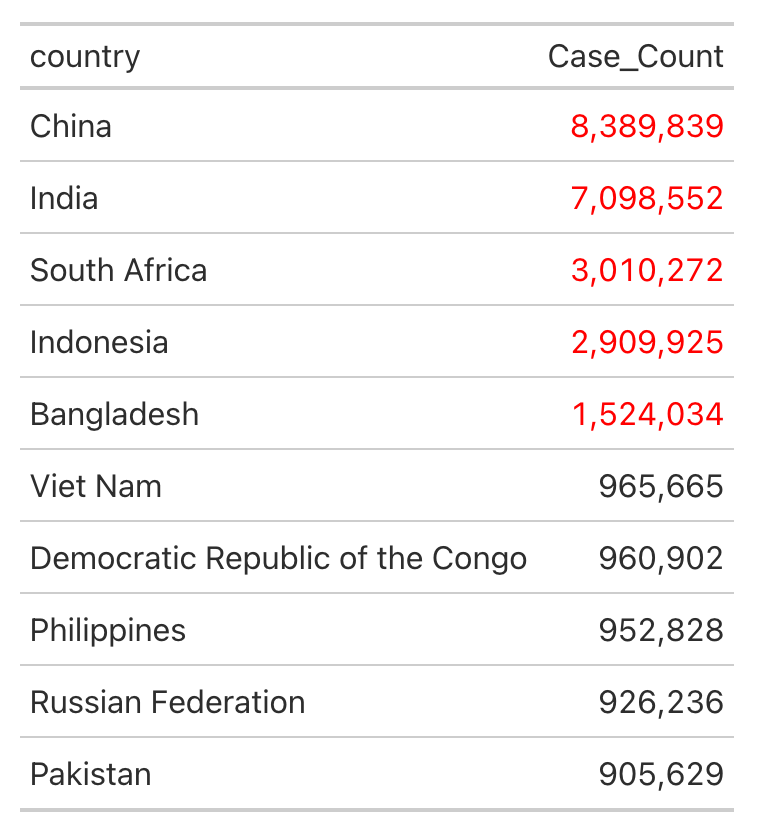 country Case_Count
China 8,389,839
India 7,098,552
South Africa 3,010,272
Indonesia 2,909,925
Bangladesh 1,524,034
Viet Nam 965,665
Democratic Republic of the Congo 960,902
Philippines 952,828
Russian Federation 926,236
Pakistan 905,629